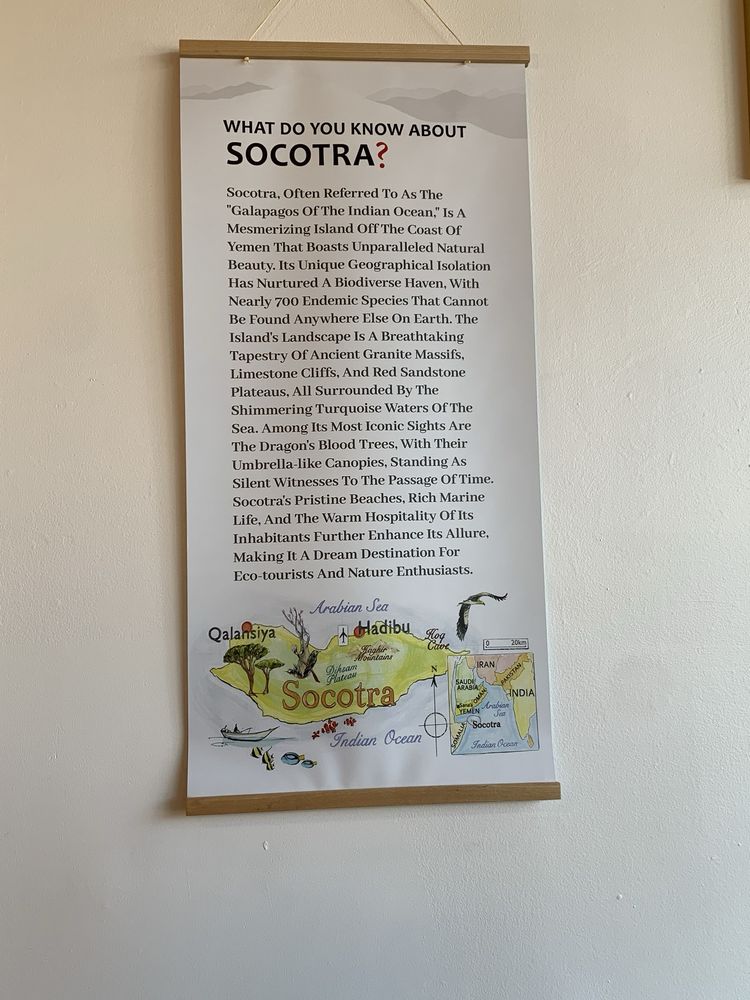 WHAT DO YOU KNOW ABOUT
SOCOTRA?
Socotra, Often Referred To As The
"Galapagos Of The Indian Ocean," Is A
Mesmerizing Island Off The Coast Of
Yemen That Boasts Unparalleled Natural
Beauty. Its Unique Geographical Isolation
Has Nurtured A Biodiverse Haven, With
Nearly 700 Endemic Species That Cannot
Be Found Anywhere Else On Earth. The
Island's Landscape Is A Breathtaking
Tapestry Of Ancient Granite Massifs,
Limestone Cliffs, And Red Sandstone
Plateaus, All Surrounded By The
Shimmering Turquoise Waters Of The
Sea. Among Its Most Iconic Sights Are
The Dragon's Blood Trees, With Their
Umbrella-like Canopies, Standing As
Silent Witnesses To The Passage Of Time.
Socotra's Pristine Beaches, Rich Marine
Life, And The Warm Hospitality Of Its
Inhabitants Further Enhance Its Allure,
Making It A Dream Destination For
Eco-tourists And Nature Enthusiasts.
Arabian Sea
Qalansiya
Hadibu
Hoq
Cave
Haghir
Mountains
Diksam
Plateau
Socotra
Indian Ocean
N
0 20km
IRAN
PAKISTAN
SAUDI
ARABIA
OMAN
INDIA
Sana'a
YEMEN
Arabian
Sea
Socotra
SOMALIA
Indian Ocean